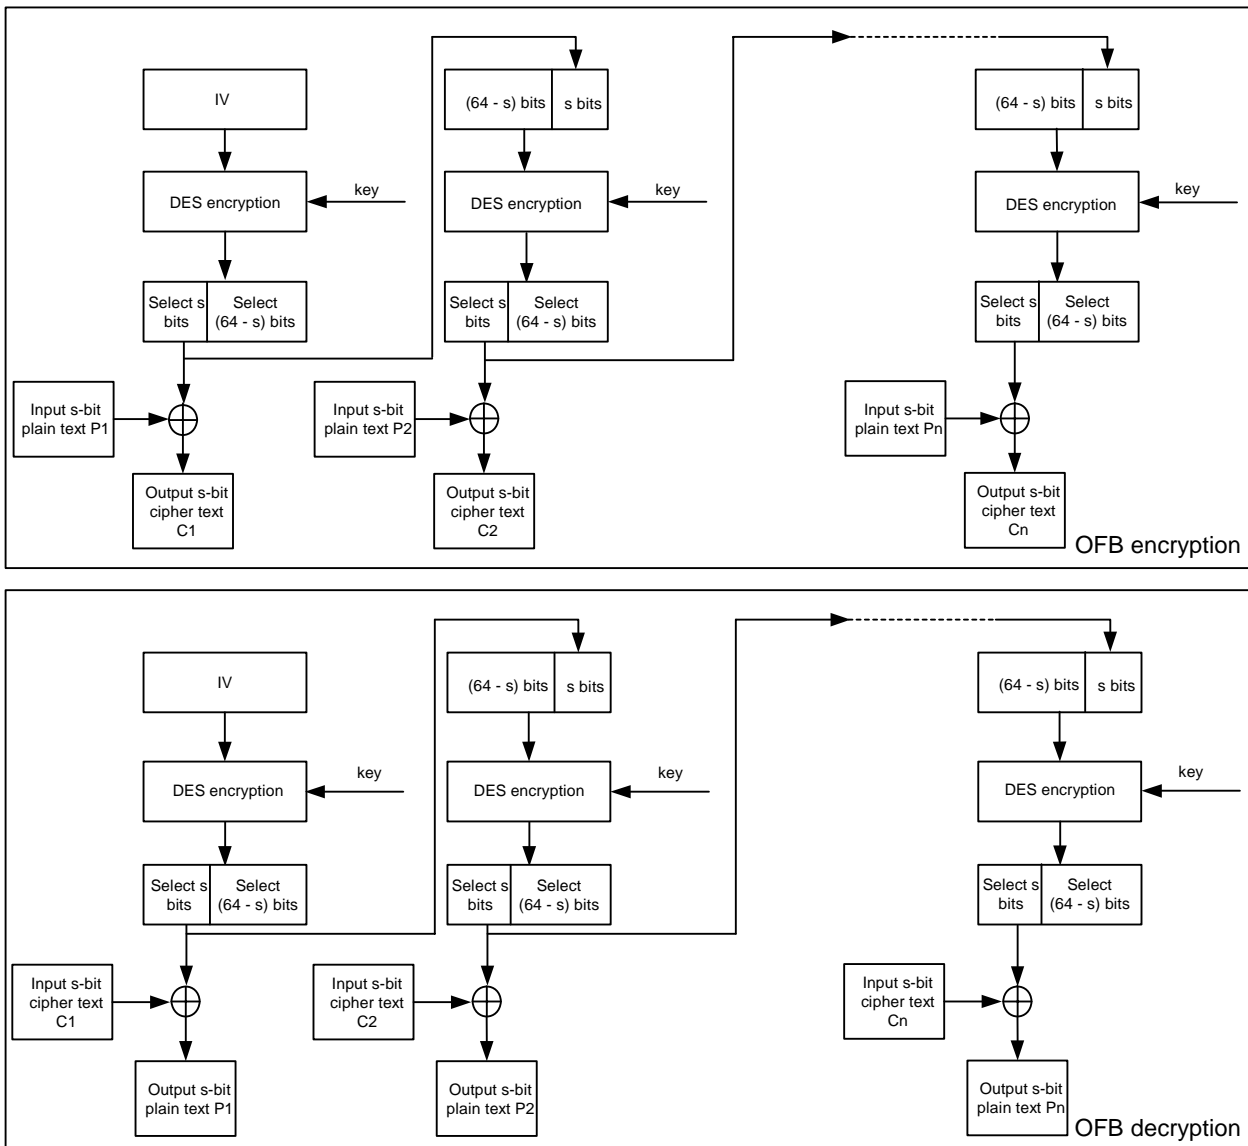 IV
(64 - s) bits
s bits
(64 - s) bits
s bits
DES encryption
key
DES encryption
key
DES encryption
key
Select s
bits
Select
(64 - s) bits
Select s
bits
Select
(64 - s) bits
Select s
bits
Select
(64 - s) bits
Input s-bit
plain text P1
Input s-bit
plain text P2
Input s-bit
plain text Pn
Output s-bit
cipher text
C1
Output s-bit
cipher text
C2
Output s-bit
cipher text
Cn
OFB encryption
IV
(64 - s) bits
s bits
(64 - s) bits
s bits
DES encryption
key
DES encryption
key
DES encryption
key
Select s
bits
Select
(64 - s) bits
Select s
bits
Select
(64 - s) bits
Select s
bits
Select
(64 - s) bits
Input s-bit
cipher text
C1
Input s-bit
cipher text
C2
Input s-bit
cipher text
Cn
Output s-bit
plain text P1
Output s-bit
plain text P2
Output s-bit
plain text Pn
OFB decryption